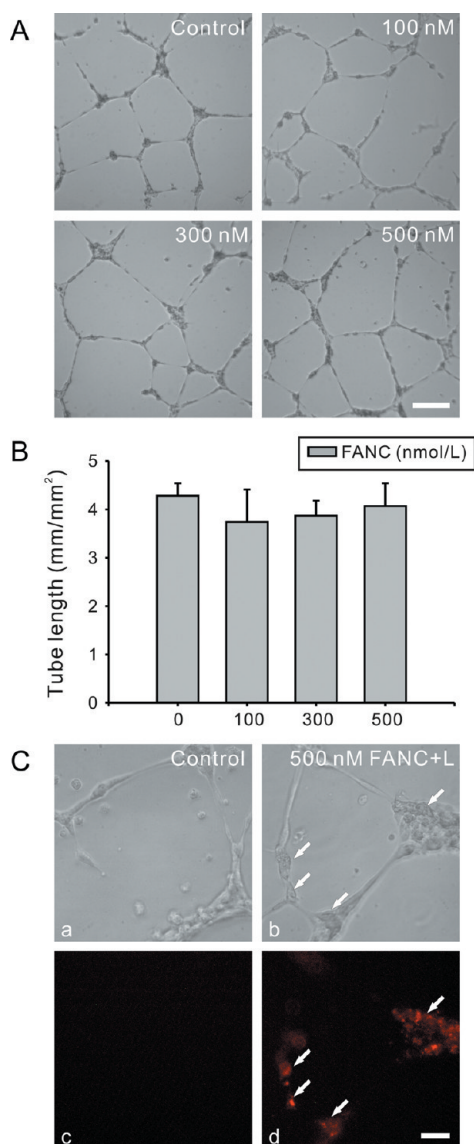 A
Control
100 nM
300 nM
500 nM
B
FANC (nmol/L)
Tube length (mm/mm²)
5
4
3
2
1
0
0 100 300 500
C
Control
500 nM FANC+L
a
b
c
d